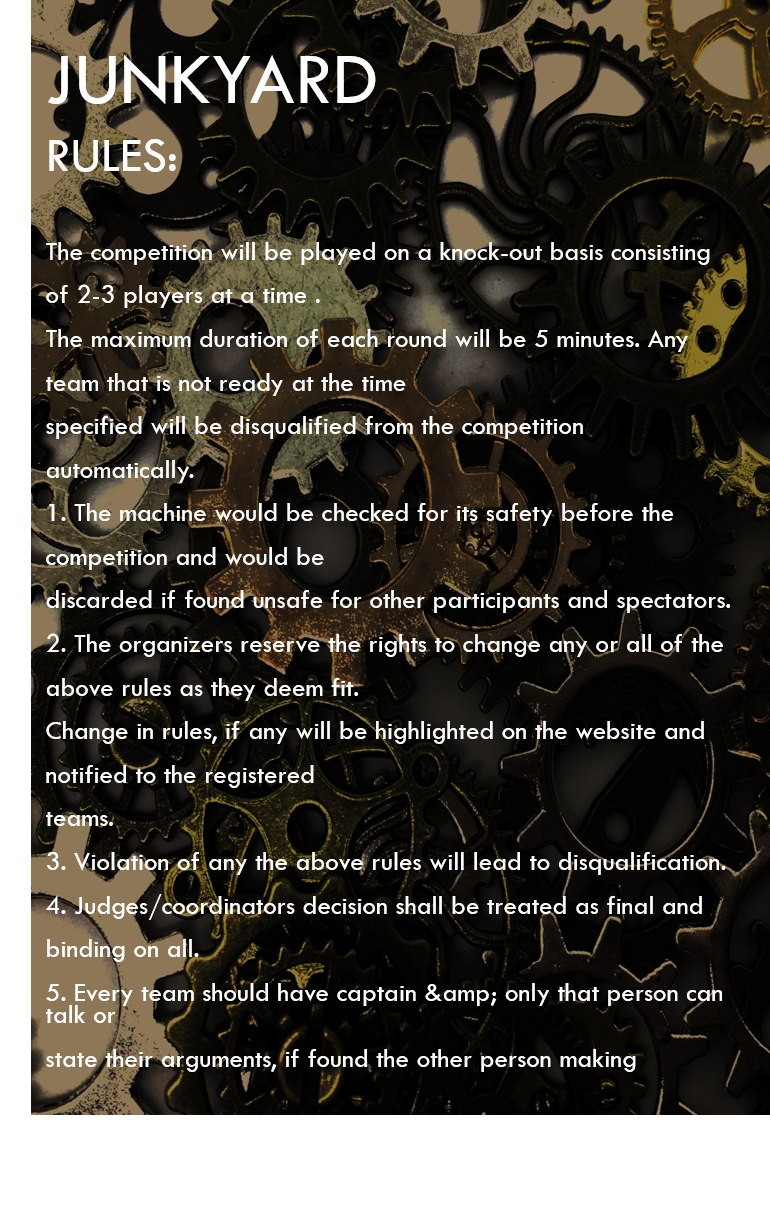 JUNKYARD
RULES:
The competition will be played on a knock-out basis consisting
of 2-3 players at a time .
The maximum duration of each round will be 5 minutes. Any
team that is not ready at the time
specified will be disqualified from the competition
automatically.
1. The machine would be checked for its safety before the
competition and would be
discarded if found unsafe for other participants and spectators.
2. The organizers reserve the rights to change any or all of the
above rules as they deem fit.
Change in rules, if any will be highlighted on the website and
notified to the registered
teams.
3. Violation of any the above rules will lead to disqualification.
4. Judges/coordinators decision shall be treated as final and
binding on all.
5. Every team should have captain &amp; only that person can
talk or
state their arguments, if found the other person making